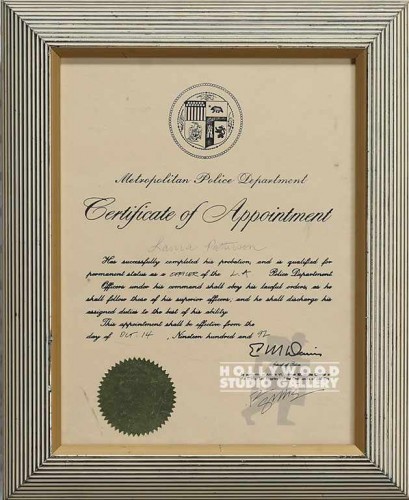 Metropolitan Police Department
Certificate of Appointment
Has successfully completed his probation, and is qualified for
permanent status as a OFFICER of the L.A Police Department
Officers under his command shall obey his lawful orders, as he
shall follow those of his superior officers, and he shall discharge his
assigned duties to the best of his ability.
This appointment shall be effective from the
day of OCT. 14, Nineteen hundred and 92
HOLLYWOOD
STUDIO GALLERY